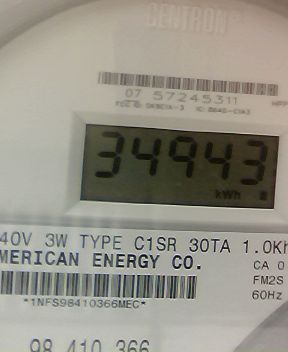 CENTRON®
07 57245311
34943
kWh
40V 3W TYPE C1SR 30TA 1.0Kh
MERICAN ENERGY CO. CA 0
FM2S
*1NFS98410366MEC* 60Hz
98 410 366